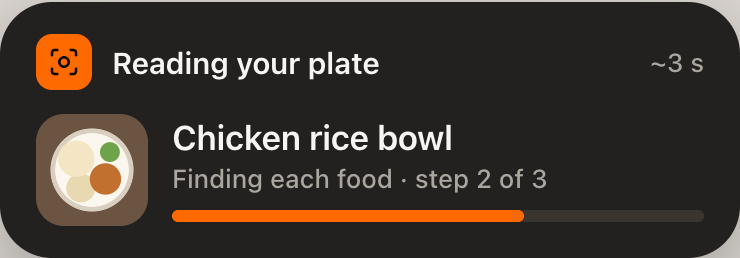 Reading your plate
~3 s
Chicken rice bowl
Finding each food · step 2 of 3